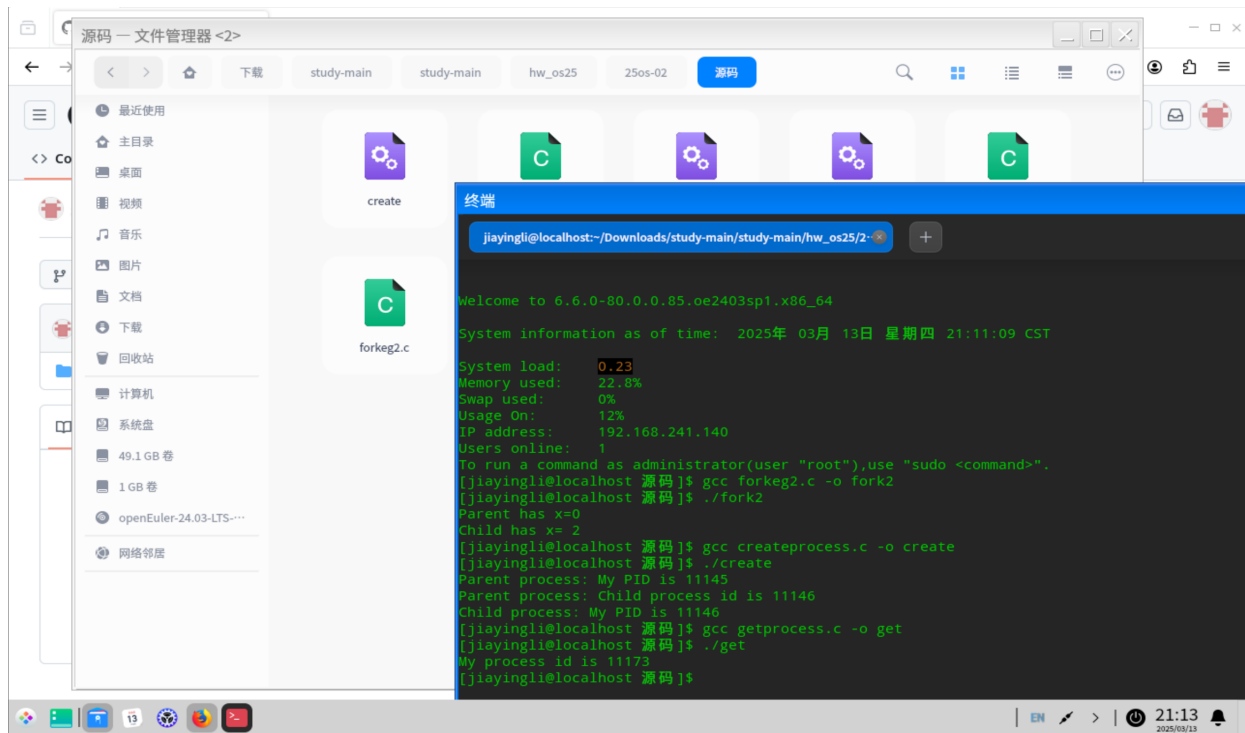 源码 — 文件管理器 <2>
下载 study-main study-main hw_os25 25os-02 源码
最近使用
主目录
桌面
视频
音乐
图片
文档
下载
回收站
计算机
系统盘
49.1 GB 卷
1 GB 卷
openEuler-24.03-LTS-…
网络邻居
<> Co
C
C
create
C
forkeg2.c
终端
jiayingli@localhost:~/Downloads/study-main/study-main/hw_os25/2…
Welcome to 6.6.0-80.0.0.85.oe2403sp1.x86_64
System information as of time: 2025年 03月 13日 星期四 21:11:09 CST
System load: 0.23
Memory used: 22.8%
Swap used: 0%
Usage On: 12%
IP address: 192.168.241.140
Users online: 1
To run a command as administrator(user "root"),use "sudo <command>".
[jiayingli@localhost 源码]$ gcc forkeg2.c -o fork2
[jiayingli@localhost 源码]$ ./fork2
Parent has x=0
Child has x= 2
[jiayingli@localhost 源码]$ gcc createprocess.c -o create
[jiayingli@localhost 源码]$ ./create
Parent process: My PID is 11145
Parent process: Child process id is 11146
Child process: My PID is 11146
[jiayingli@localhost 源码]$ gcc getprocess.c -o get
[jiayingli@localhost 源码]$ ./get
My process id is 11173
[jiayingli@localhost 源码]$
13
EN
21:13
2025/03/13